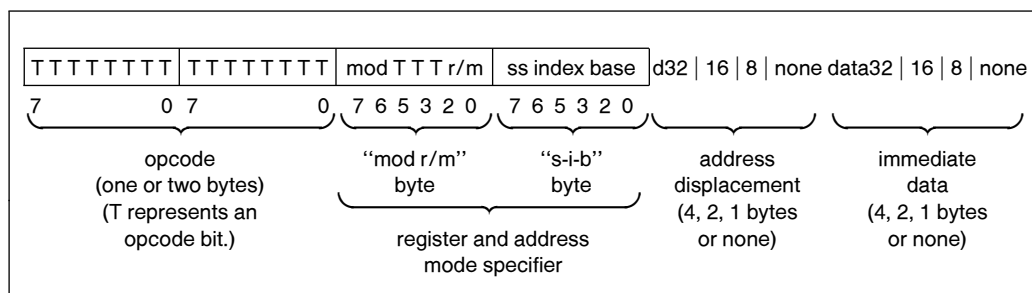 T T T T T T T T T T T T T T T T mod T T T r/m ss index base d32 | 16 | 8 | none data32 | 16 | 8 | none
7 0 7 0 7 6 5 3 2 0 7 6 5 3 2 0
opcode
(one or two bytes)
(T represents an
opcode bit.)
‘‘mod r/m’’
byte
‘‘s-i-b’’
byte
register and address
mode specifier
address
displacement
(4, 2, 1 bytes
or none)
immediate
data
(4, 2, 1 bytes
or none)